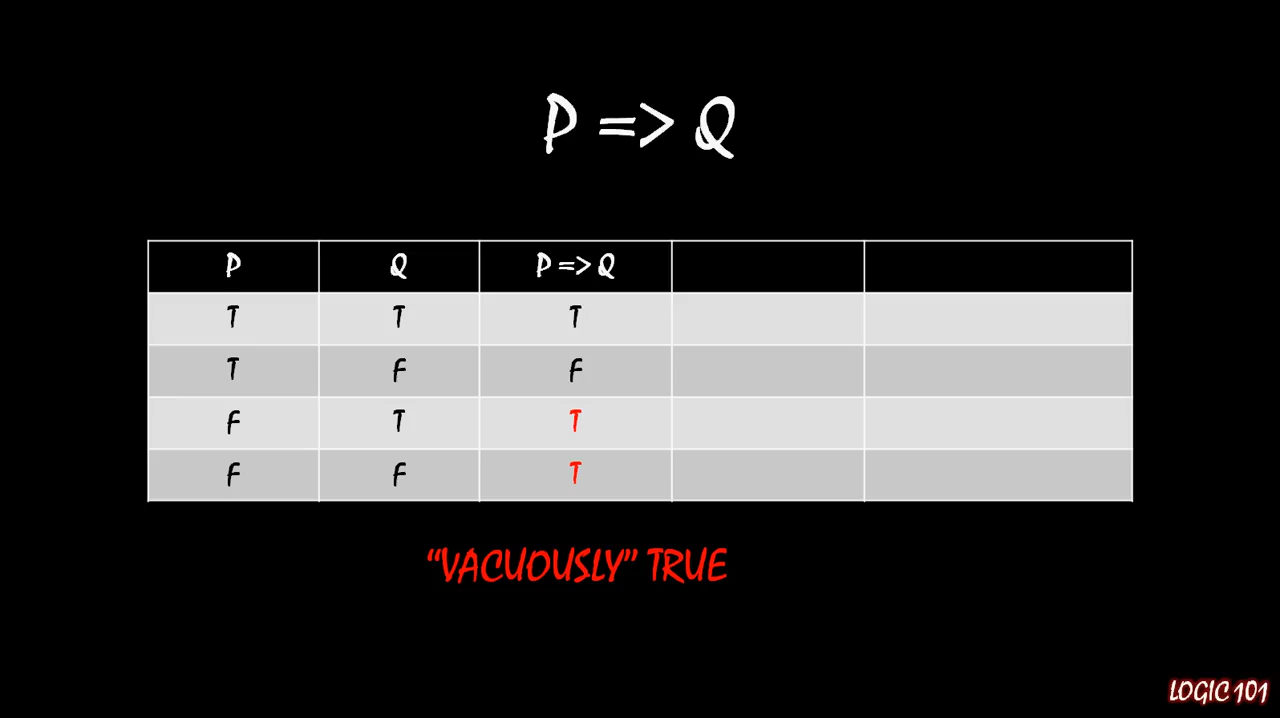 P => Q
P Q P => Q
T T T
T F F
F T T
F F T
“VACUOUSLY” TRUE
LOGIC 101